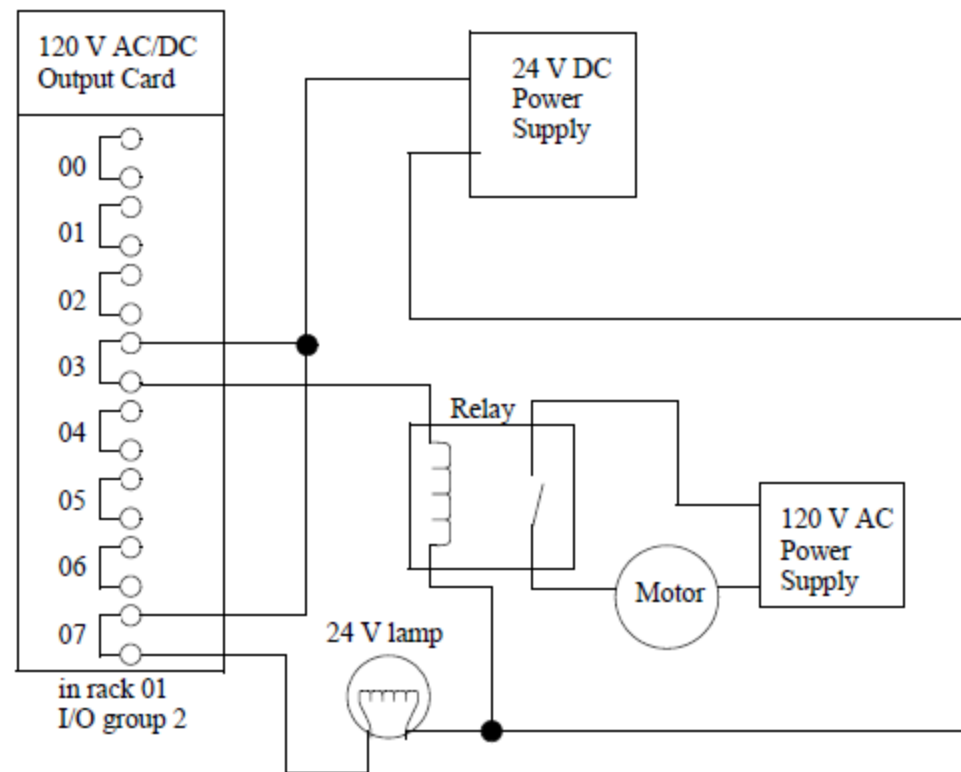 120 V AC/DC
Output Card
24 V DC
Power
Supply
00
01
02
03
04
05
06
07
Relay
120 V AC
Power
Supply
Motor
24 V lamp
in rack 01
I/O group 2